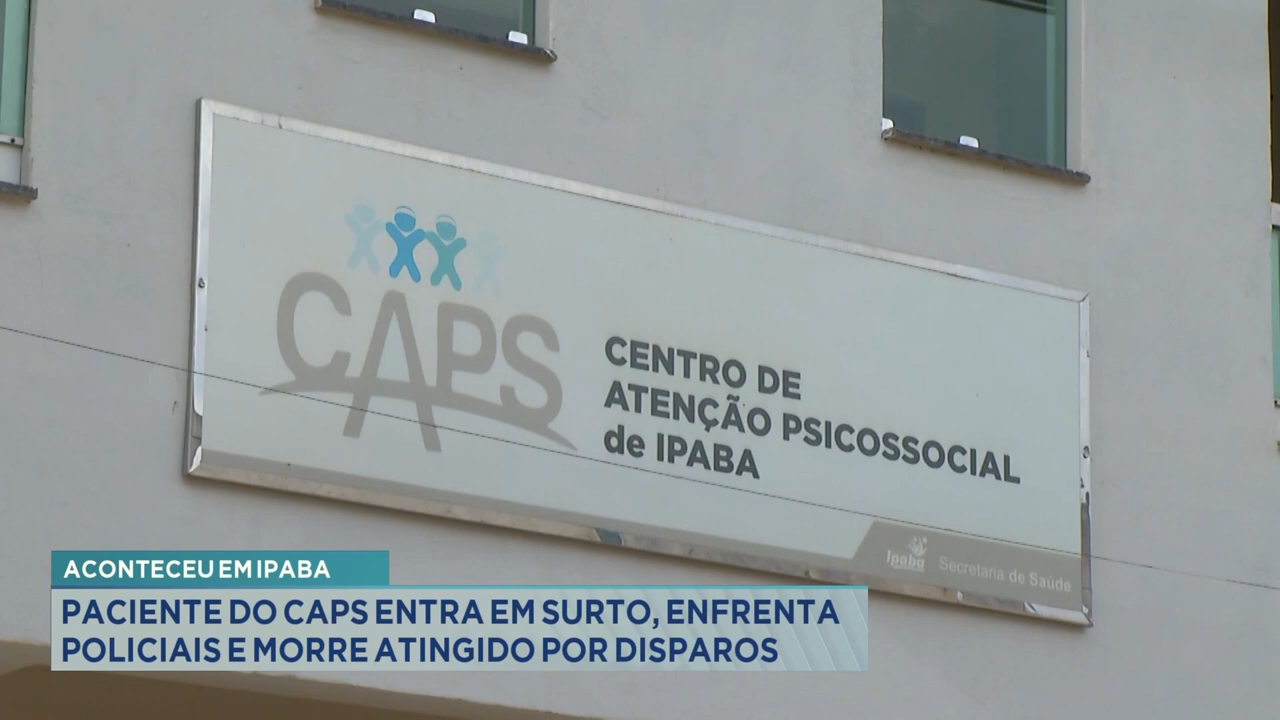 CAPS
CENTRO DE
ATENÇÃO PSICOSSOCIAL
de IPABA
Ipaba
Secretaria de Saúde
ACONTECEU EM IPABA
PACIENTE DO CAPS ENTRA EM SURTO, ENFRENTA
POLICIAIS E MORRE ATINGIDO POR DISPAROS